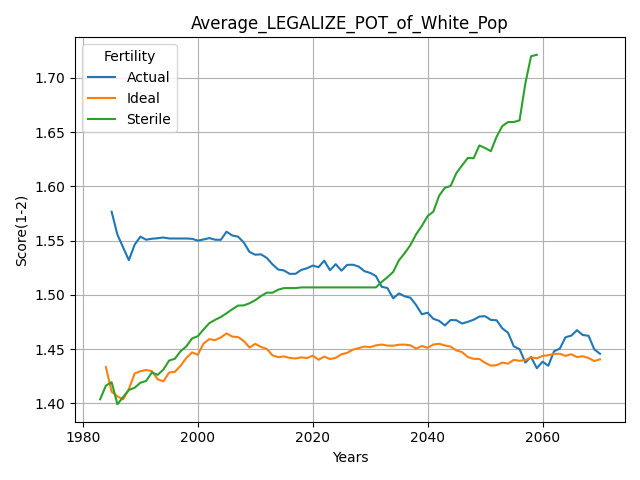 Average_LEGALIZE_POT_of_White_Pop
Fertility
Actual
Ideal
Sterile
Score(1-2)
1.70
1.65
1.60
1.55
1.50
1.45
1.40
1980
2000
2020
2040
2060
Years